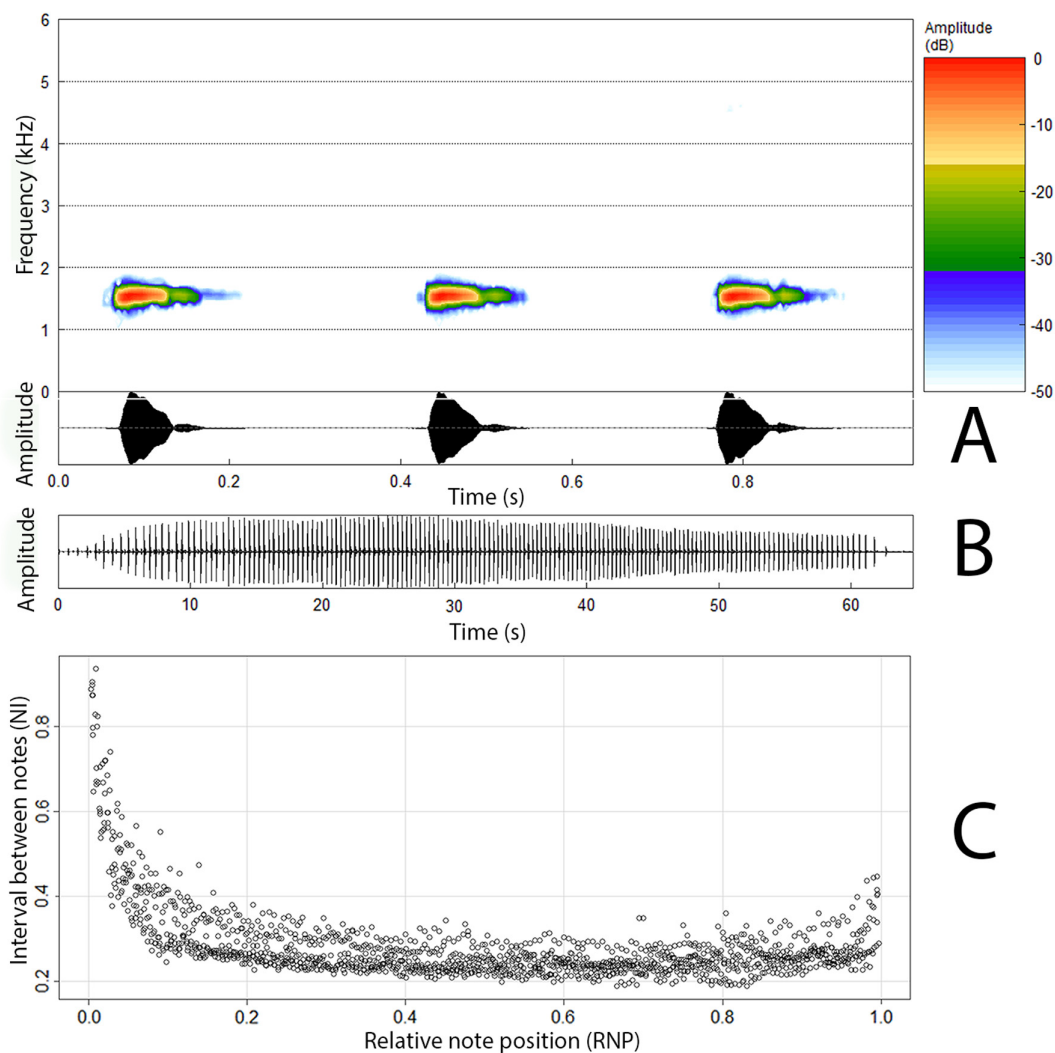 Amplitude
(dB)
0
-10
-20
-30
-40
-50
6
5
4
3
2
1
0
Frequency (kHz)
Amplitude
0.0 0.2 0.4 0.6 0.8
Time (s)
A
Amplitude
0 10 20 30 40 50 60
Time (s)
B
Interval between notes (NI)
0.8
0.6
0.4
0.2
0.0 0.2 0.4 0.6 0.8 1.0
Relative note position (RNP)
C